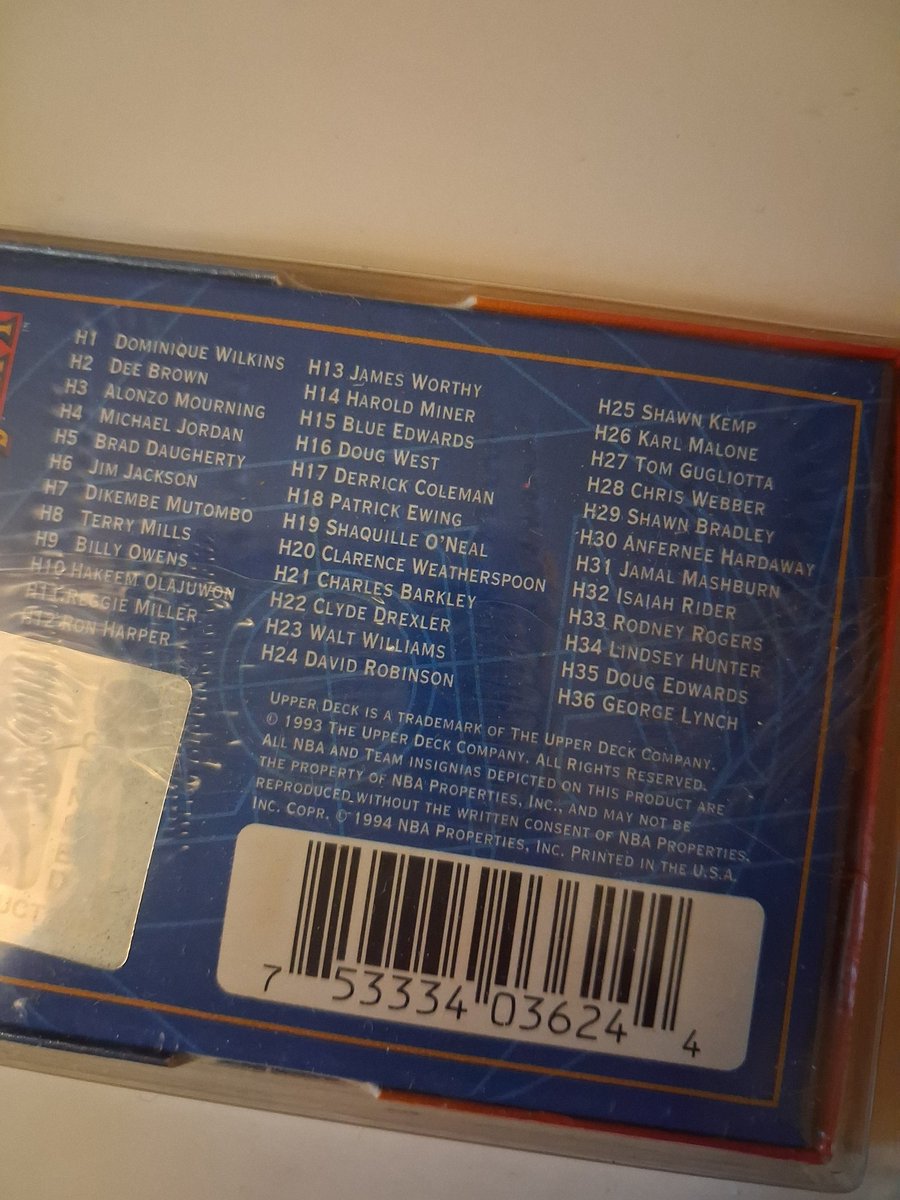 H1 DOMINIQUE WILKINS
H2 DEE BROWN
H3 ALONZO MOURNING
H4 MICHAEL JORDAN
H5 BRAD DAUGHERTY
H6 JIM JACKSON
H7 DIKEMBE MUTOMBO
H8 TERRY MILLS
H9 BILLY OWENS
H10 HAKEEM OLAJUWON
H11 REGGIE MILLER
H12 RON HARPER
H13 JAMES WORTHY
H14 HAROLD MINER
H15 BLUE EDWARDS
H16 DOUG WEST
H17 DERRICK COLEMAN
H18 PATRICK EWING
H19 SHAQUILLE O'NEAL
H20 CLARENCE WEATHERSPOON
H21 CHARLES BARKLEY
H22 CLYDE DREXLER
H23 WALT WILLIAMS
H24 DAVID ROBINSON
H25 SHAWN KEMP
H26 KARL MALONE
H27 TOM GUGLIOTTA
H28 CHRIS WEBBER
H29 SHAWN BRADLEY
H30 ANFERNEE HARDAWAY
H31 JAMAL MASHBURN
H32 ISAIAH RIDER
H33 RODNEY ROGERS
H34 LINDSEY HUNTER
H35 DOUG EDWARDS
H36 GEORGE LYNCH
UPPER DECK IS A TRADEMARK OF THE UPPER DECK COMPANY.
© 1993 THE UPPER DECK COMPANY. ALL RIGHTS RESERVED.
ALL NBA AND TEAM INSIGNIAS DEPICTED ON THIS PRODUCT ARE
THE PROPERTY OF NBA PROPERTIES, INC., AND MAY NOT BE
REPRODUCED WITHOUT THE WRITTEN CONSENT OF NBA PROPERTIES.
INC. COPR. © 1994 NBA PROPERTIES, INC. PRINTED IN THE U.S.A.
7 53334 03624 4